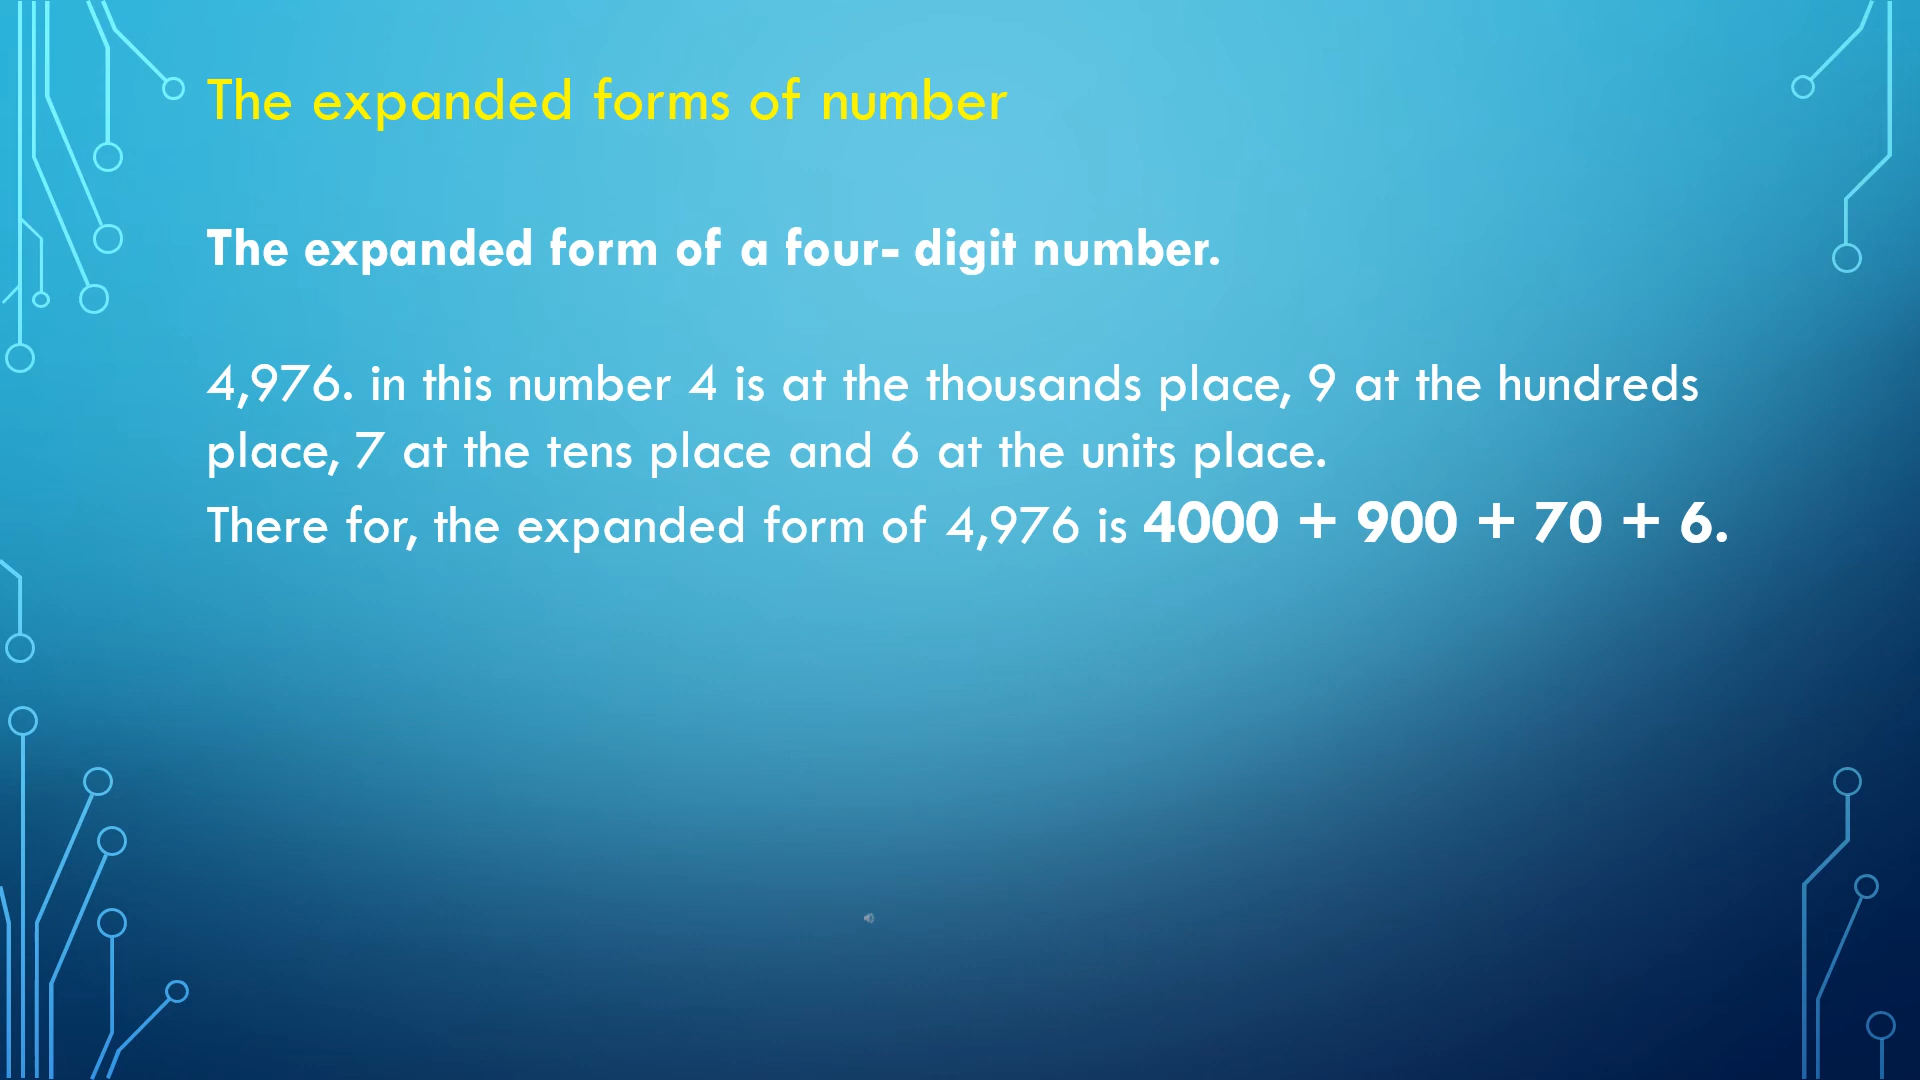 The expanded forms of number
The expanded form of a four- digit number.
4,976. in this number 4 is at the thousands place, 9 at the hundreds
place, 7 at the tens place and 6 at the units place.
There for, the expanded form of 4,976 is 4000 + 900 + 70 + 6.